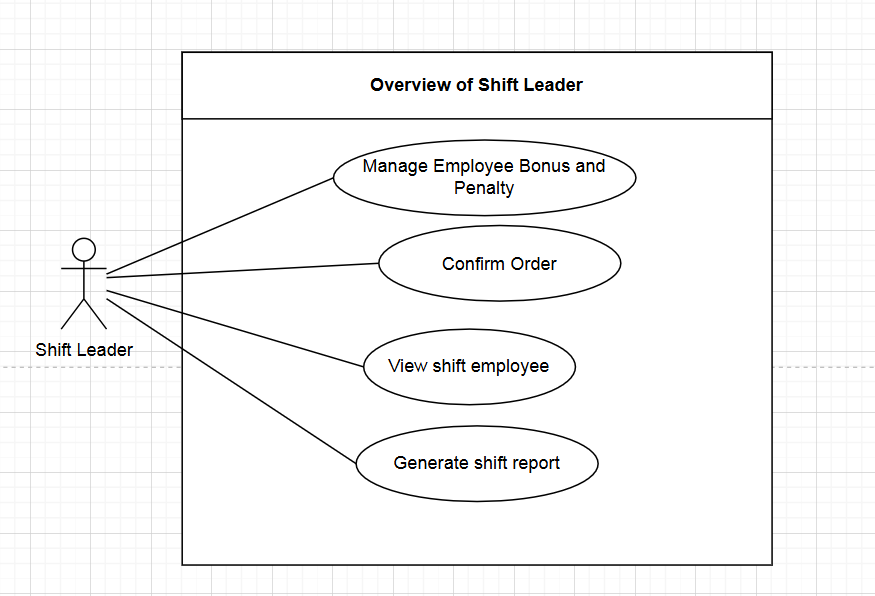 Overview of Shift Leader
Manage Employee Bonus and
Penalty
Confirm Order
View shift employee
Generate shift report
Shift Leader